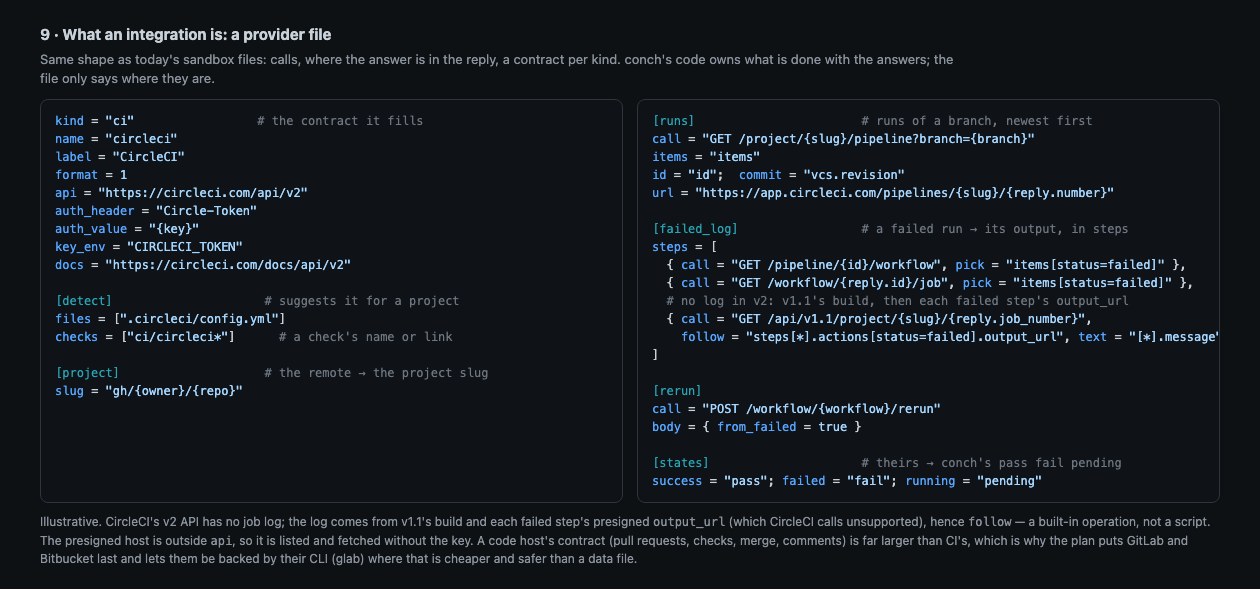 9 · What an integration is: a provider file
Same shape as today's sandbox files: calls, where the answer is in the reply, a contract per kind. conch's code owns what is done with the answers; the
file only says where they are.
kind = "ci" # the contract it fills
name = "circleci"
label = "CircleCI"
format = 1
api = "https://circleci.com/api/v2"
auth_header = "Circle-Token"
auth_value = "{key}"
key_env = "CIRCLECI_TOKEN"
docs = "https://circleci.com/docs/api/v2"
[detect] # suggests it for a project
files = [".circleci/config.yml"]
checks = ["ci/circleci*"] # a check's name or link
[project] # the remote → the project slug
slug = "gh/{owner}/{repo}"
[runs] # runs of a branch, newest first
call = "GET /project/{slug}/pipeline?branch={branch}"
items = "items"
id = "id"; commit = "vcs.revision"
url = "https://app.circleci.com/pipelines/{slug}/{reply.number}"
[failed_log] # a failed run → its output, in steps
steps = [
{ call = "GET /pipeline/{id}/workflow", pick = "items[status=failed]" },
{ call = "GET /workflow/{reply.id}/job", pick = "items[status=failed]" },
# no log in v2: v1.1's build, then each failed step's output_url
{ call = "GET /api/v1.1/project/{slug}/{reply.job_number}",
follow = "steps[*].actions[status=failed].output_url", text = "[*].message"
]
[rerun]
call = "POST /workflow/{workflow}/rerun"
body = { from_failed = true }
[states] # theirs → conch's pass fail pending
success = "pass"; failed = "fail"; running = "pending"
Illustrative. CircleCI's v2 API has no job log; the log comes from v1.1's build and each failed step's presigned output_url (which CircleCI calls unsupported), hence follow — a built-in operation, not a script.
The presigned host is outside api, so it is listed and fetched without the key. A code host's contract (pull requests, checks, merge, comments) is far larger than CI's, which is why the plan puts GitLab and
Bitbucket last and lets them be backed by their CLI (glab) where that is cheaper and safer than a data file.